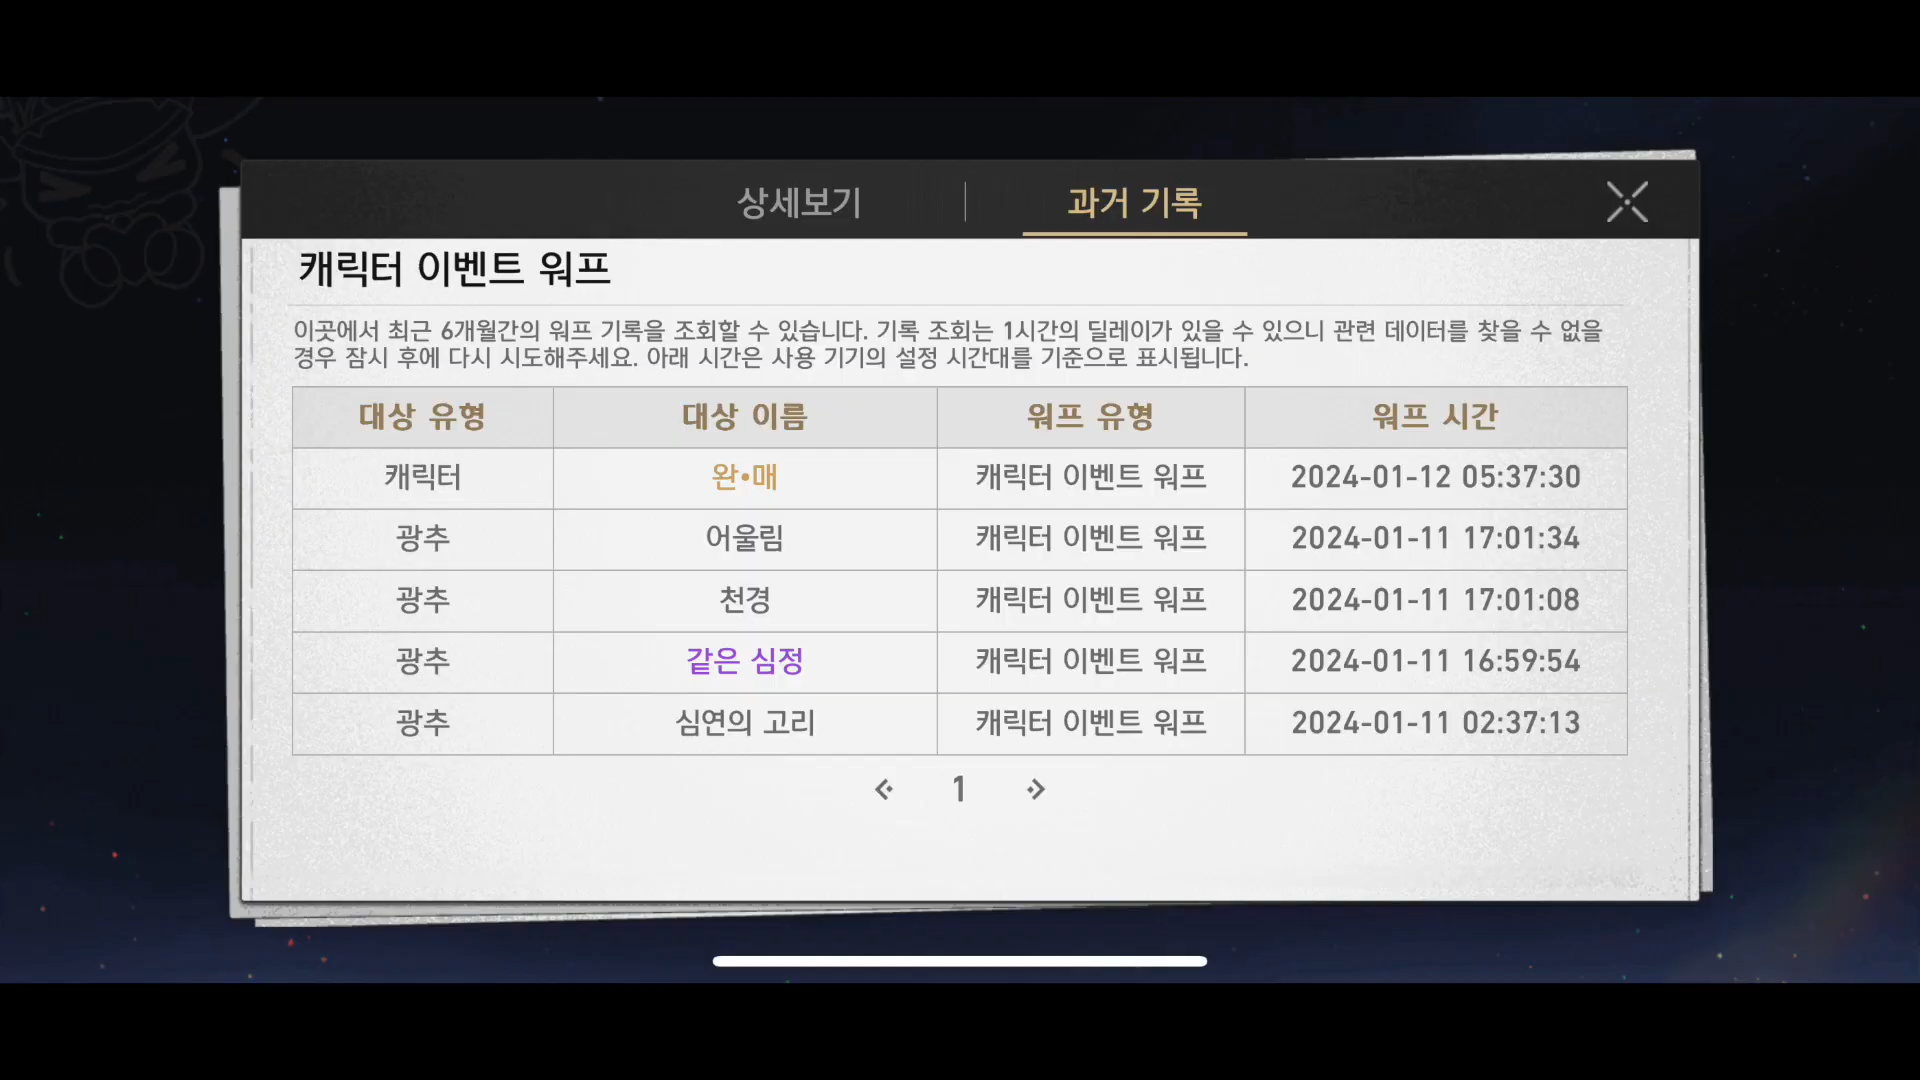 상세보기
과거 기록
캐릭터 이벤트 워프
이곳에서 최근 6개월간의 워프 기록을 조회할 수 있습니다. 기록 조회는 1시간의 딜레이가 있을 수 있으니 관련 데이터를 찾을 수 없을
경우 잠시 후에 다시 시도해주세요. 아래 시간은 사용 기기의 설정 시간대를 기준으로 표시됩니다.
대상 유형 대상 이름 워프 유형 워프 시간
캐릭터 완•매 캐릭터 이벤트 워프 2024-01-12 05:37:30
광추 어울림 캐릭터 이벤트 워프 2024-01-11 17:01:34
광추 천경 캐릭터 이벤트 워프 2024-01-11 17:01:08
광추 같은 심정 캐릭터 이벤트 워프 2024-01-11 16:59:54
광추 심연의 고리 캐릭터 이벤트 워프 2024-01-11 02:37:13
1